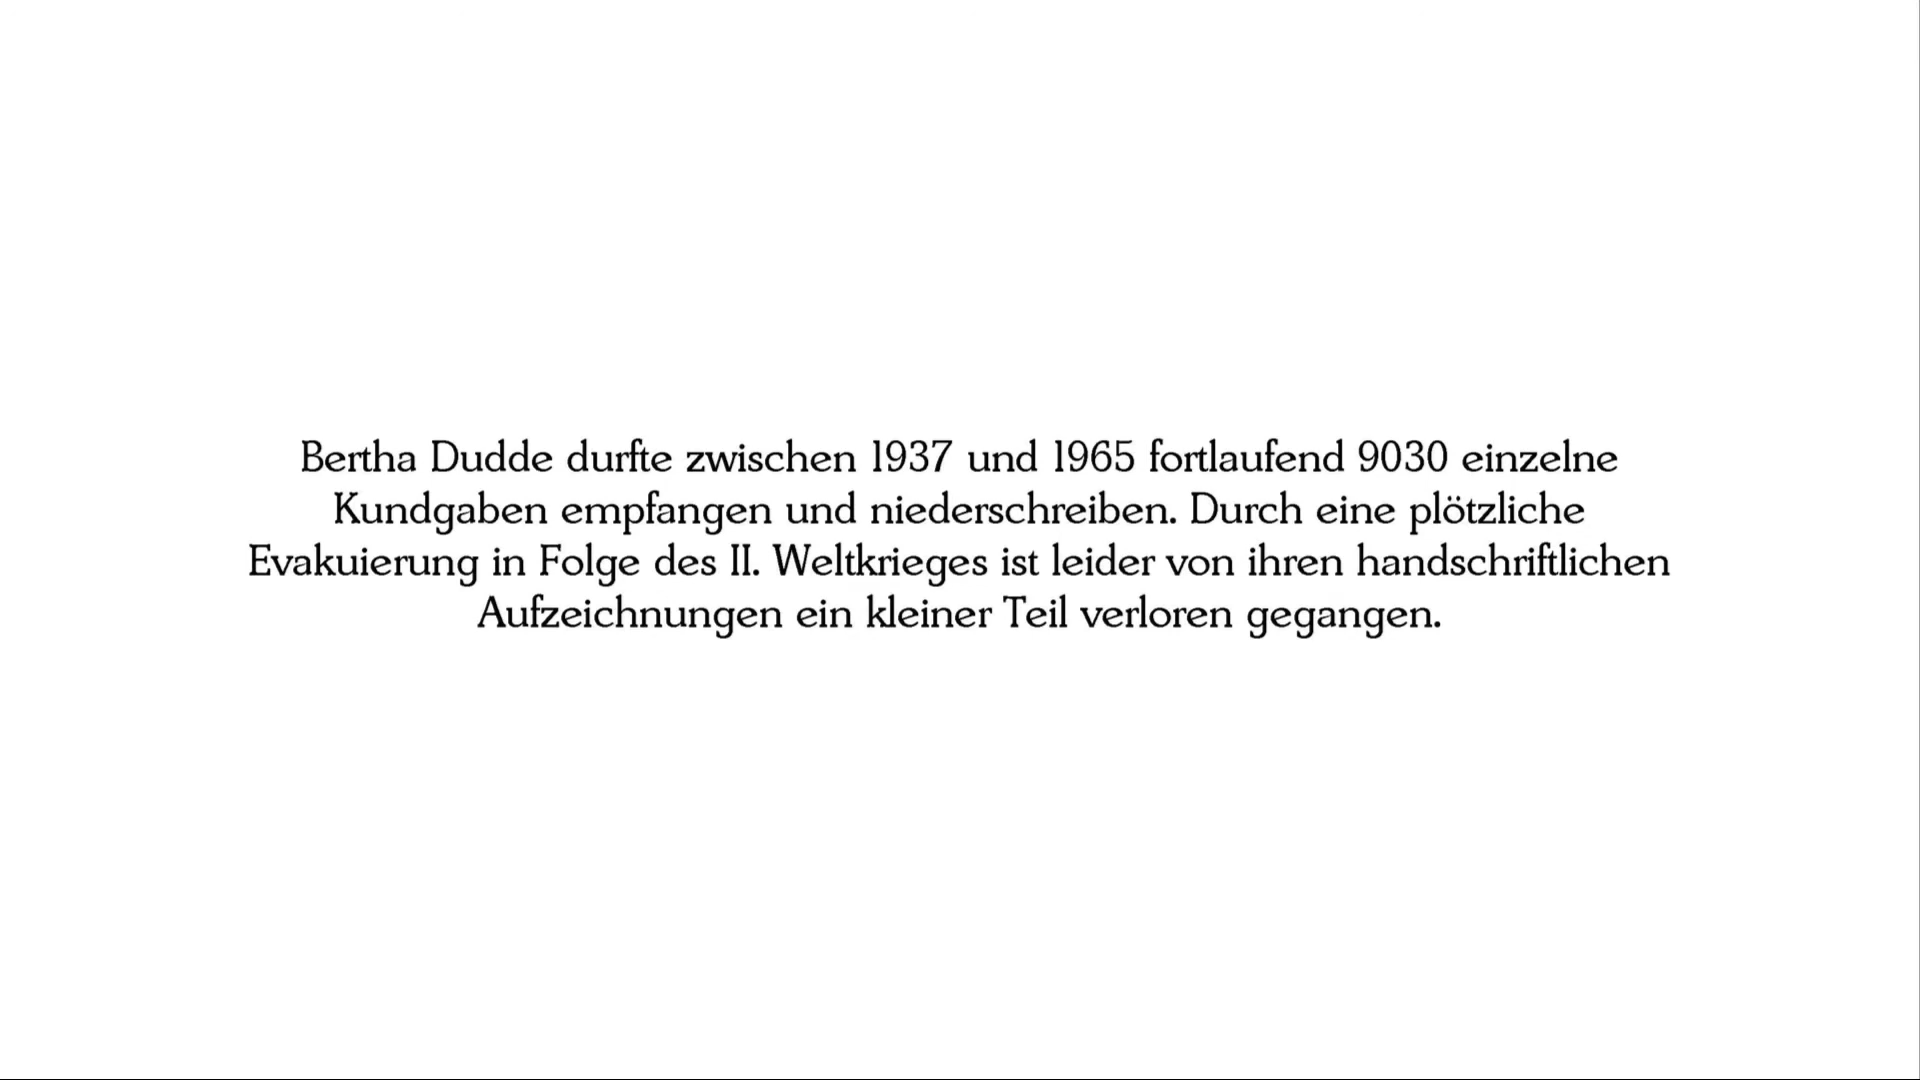 Bertha Dudde durfte zwischen 1937 und 1965 fortlaufend 9030 einzelne
Kundgaben empfangen und niederschreiben. Durch eine plötzliche
Evakuierung in Folge des II. Weltkrieges ist leider von ihren handschriftlichen
Aufzeichnungen ein kleiner Teil verloren gegangen.